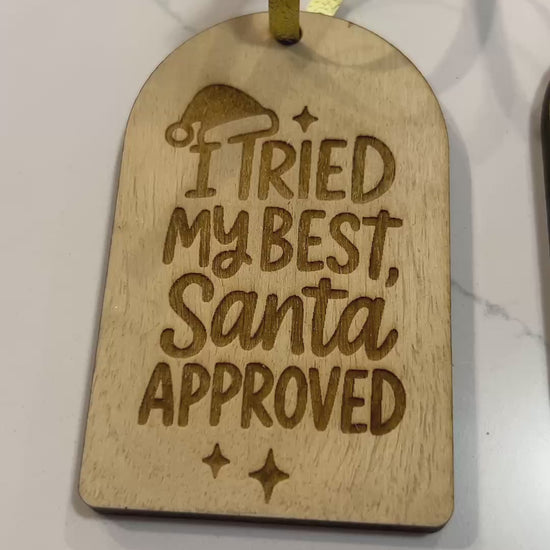 I TRIED
MY BEST,
Santa
APPROVED